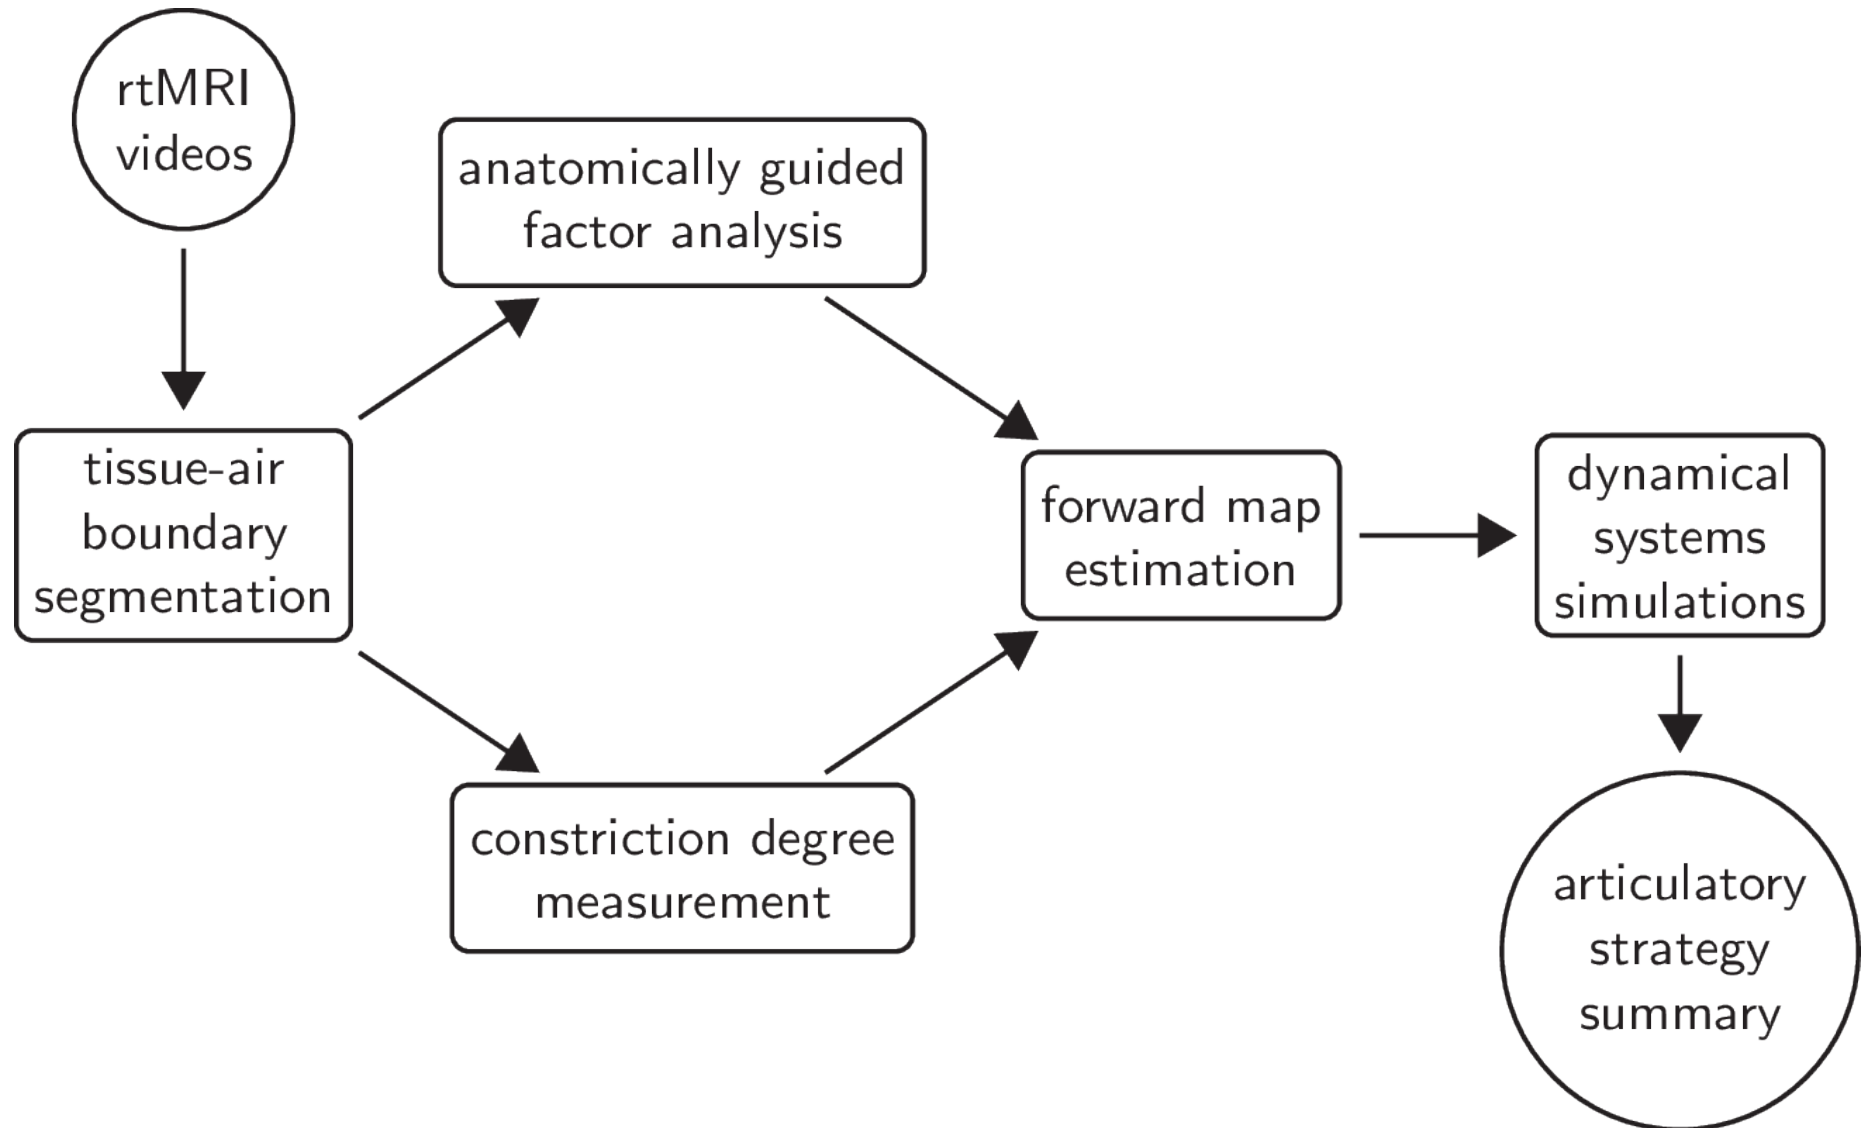 rtMRI
videos
anatomically guided
factor analysis
tissue-air
boundary
segmentation
constriction degree
measurement
forward map
estimation
dynamical
systems
simulations
articulatory
strategy
summary